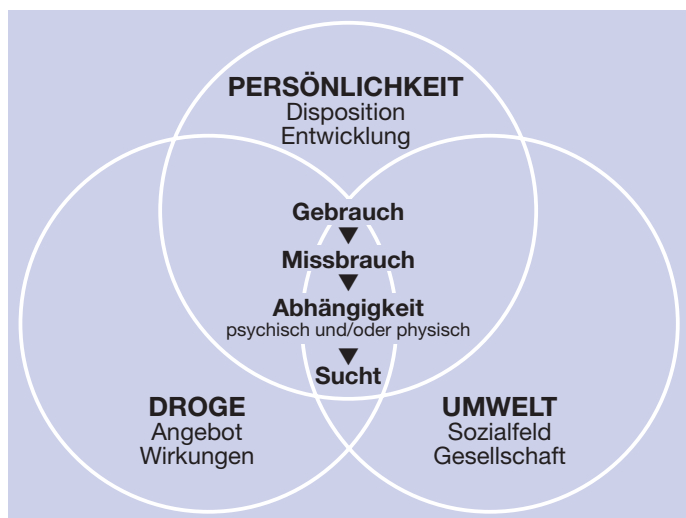 PERSÖNLICHKEIT
Disposition
Entwicklung
Gebrauch
Missbrauch
Abhängigkeit
psychisch und/oder physisch
Sucht
DROGE
Angebot
Wirkungen
UMWELT
Sozialfeld
Gesellschaft